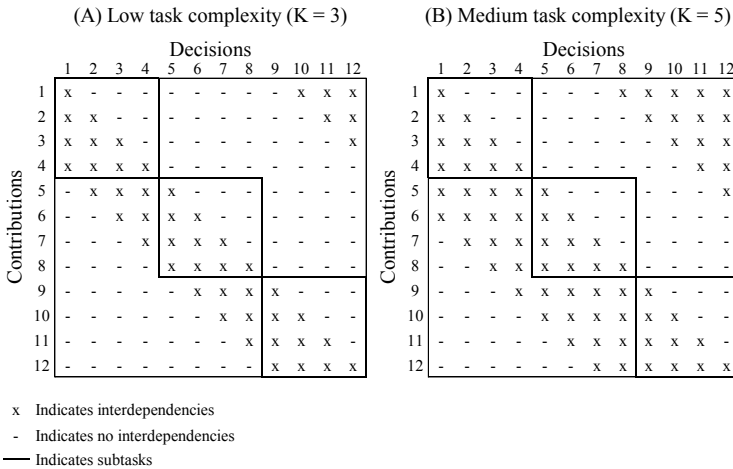 (A) Low task complexity (K = 3)
Decisions
1 2 3 4 5 6 7 8 9 10 11 12
Contributions
1 x - - - - - - - - x x x
2 x x - - - - - - - - x x
3 x x x - - - - - - - - x
4 x x x x - - - - - - - -
5 - x x x x - - - - - - -
6 - - x x x x - - - - - -
7 - - - x x x x - - - - -
8 - - - - x x x x - - - -
9 - - - - - x x x x - - -
10 - - - - - - x x x x - -
11 - - - - - - - x x x x -
12 - - - - - - - - x x x x
(B) Medium task complexity (K = 5)
Decisions
1 2 3 4 5 6 7 8 9 10 11 12
Contributions
1 x - - - - - - x x x x x
2 x x - - - - - - x x x x
3 x x x - - - - - - x x x
4 x x x x - - - - - - x x
5 x x x x x - - - - - - x
6 x x x x x x - - - - - -
7 - x x x x x x - - - - -
8 - - x x x x x x - - - -
9 - - - x x x x x x - - -
10 - - - - x x x x x x - -
11 - - - - - x x x x x x -
12 - - - - - - x x x x x x
x Indicates interdependencies
- Indicates no interdependencies
Indicates subtasks